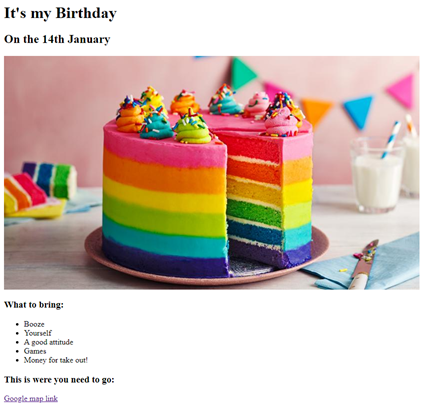 It's my Birthday
On the 14th January
What to bring:
Booze
Yourself
A good attitude
Games
Money for take out!
This is were you need to go:
Google map link